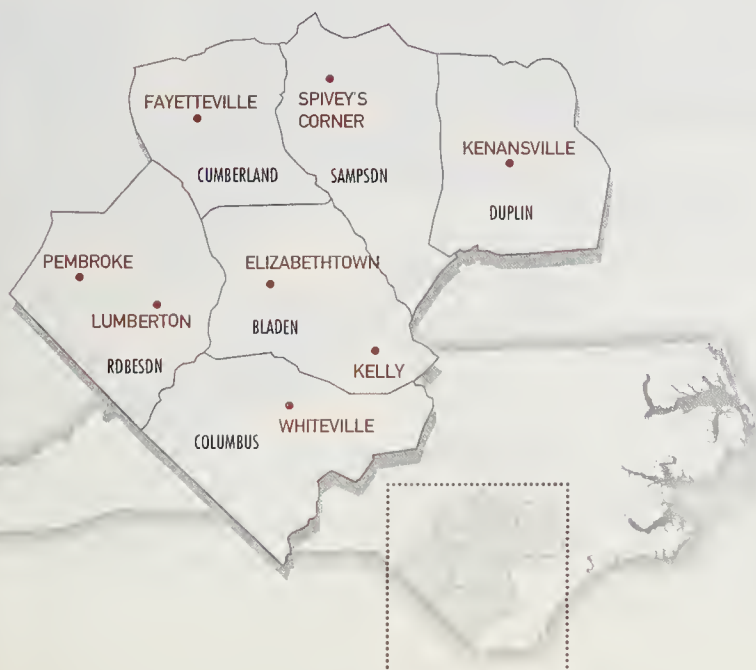 FAYETTEVILLE
SPIVEY'S
CORNER
KENANSVILLE
CUMBERLAND
SAMPSDN
DUPLIN
PEMBROKE
ELIZABETHTOWN
LUMBERTON
BLADEN
RDBESDN
KELLY
WHITEVILLE
COLUMBUS